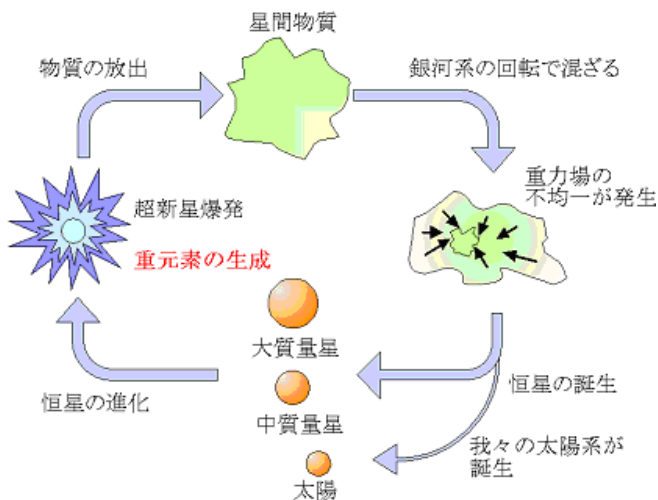 星間物質
物質の放出
銀河系の回転で混ざる
重力場の
不均一が発生
超新星爆発
重元素の生成
大質量星
恒星の誕生
恒星の進化
中質量星
我々の太陽系が
誕生
太陽